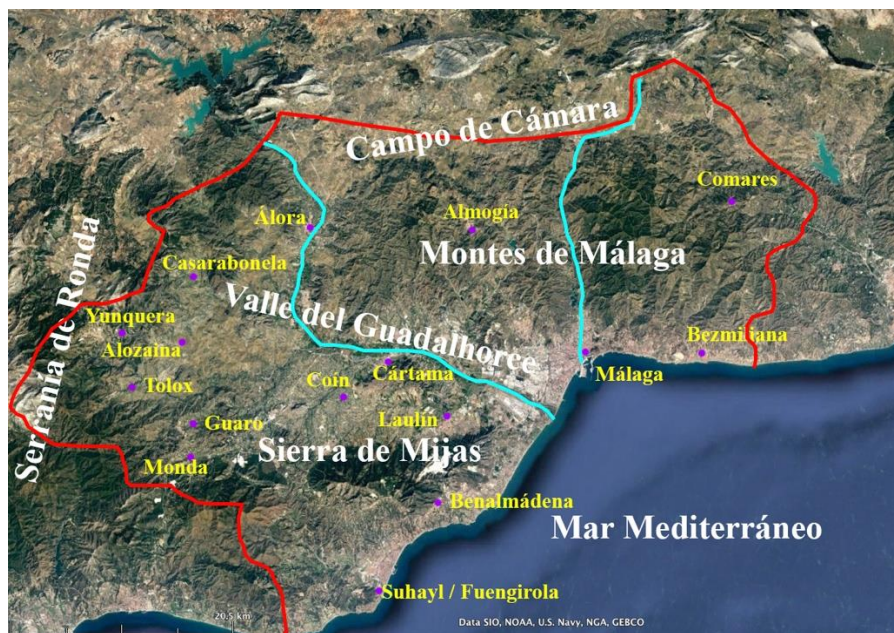 Campo de Cámara
Comares
Álora
Almogía
Montes de Málaga
Casarabonela
Serranía de Ronda
Valle del Guadalhorce
Yunquera
Alozaina
Bezmiliana
Cártama
Málaga
Coín
Tolox
Laulín
Guaro
Sierra de Mijas
Monda
Benalmádena
Mar Mediterráneo
Suhayl / Fuengirola
20.5 km
Data SIO, NOAA, U.S. Navy, NGA, GEBCO